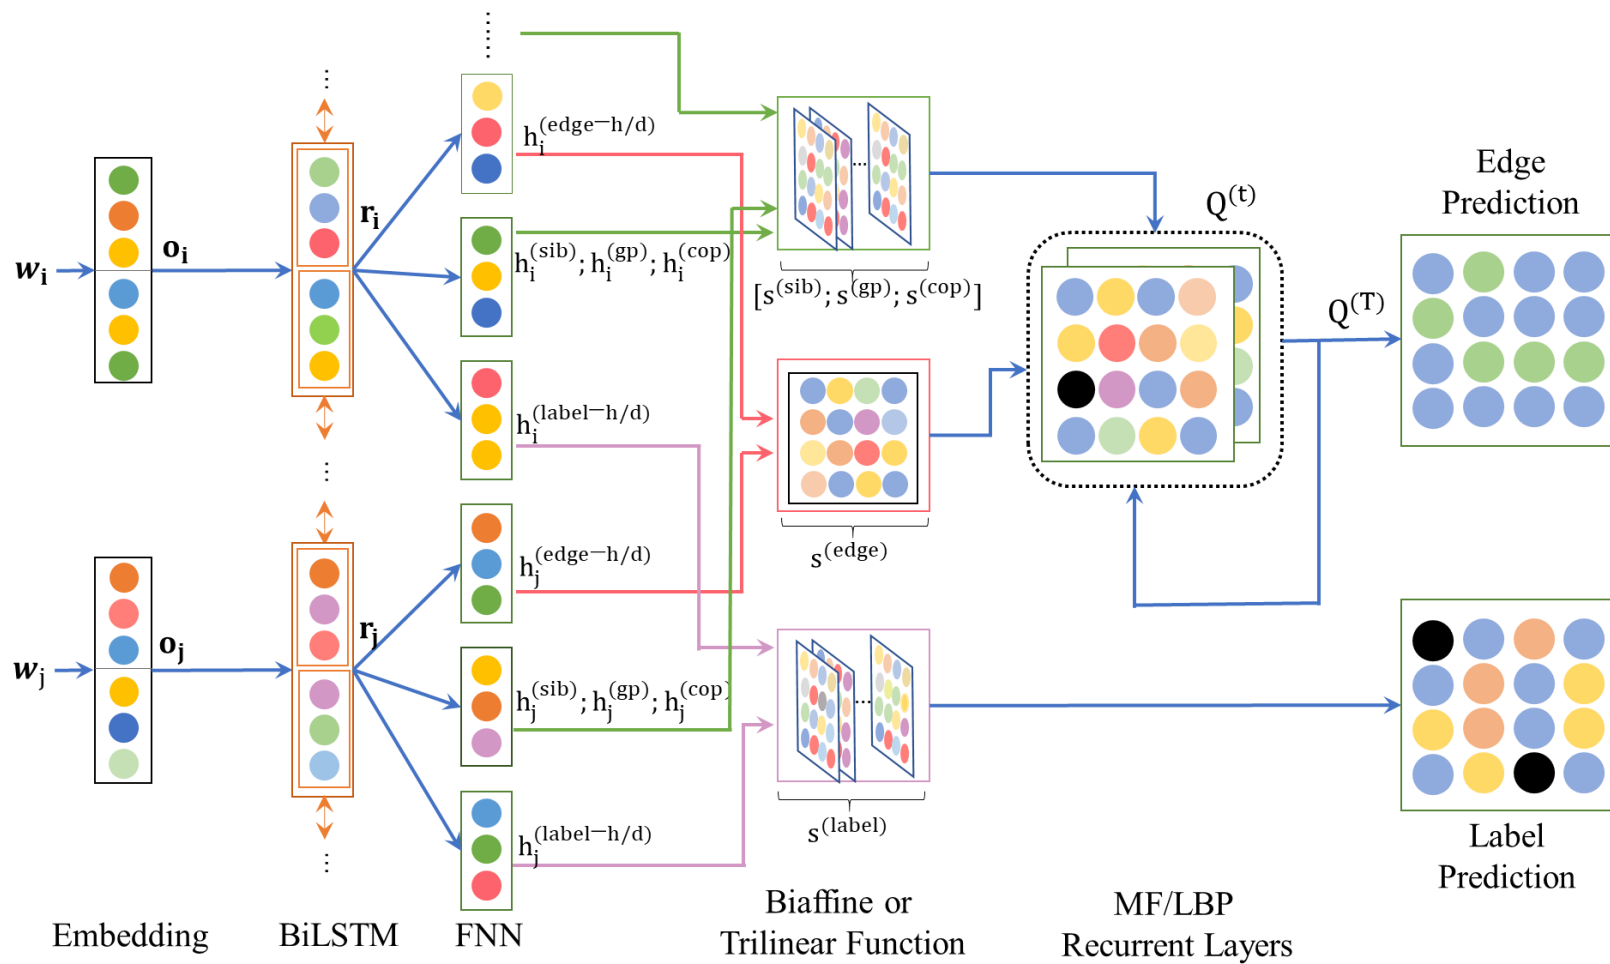 w_i
o_i
r_i
h_i^(edge−h/d)
h_i^(sib); h_i^(gp); h_i^(cop)
h_i^(label−h/d)
w_j
o_j
r_j
h_j^(edge−h/d)
h_j^(sib); h_j^(gp); h_j^(cop)
h_j^(label−h/d)
[s^(sib); s^(gp); s^(cop)]
s^(edge)
s^(label)
Q^(t)
Q^(T)
Edge
Prediction
Label
Prediction
Embedding
BiLSTM
FNN
Biaffine or
Trilinear Function
MF/LBP
Recurrent Layers